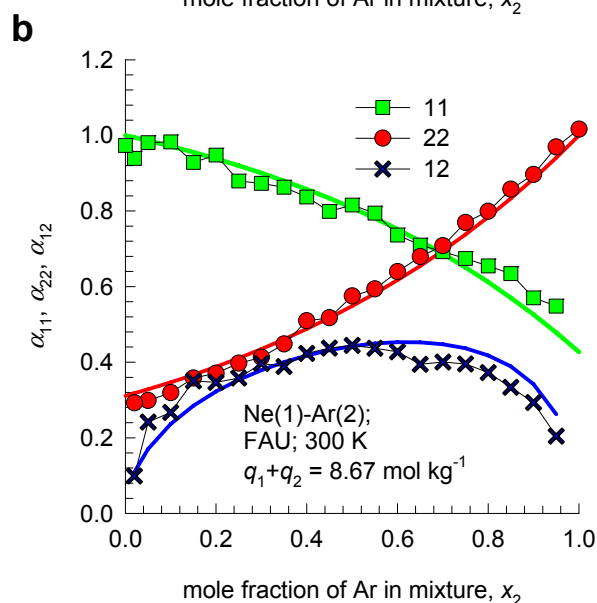 mole fraction of Ar in mixture, x₂
b
1.2
1.0
0.8
0.6
0.4
0.2
0.0
α₁₁, α₂₂, α₁₂
11
22
12
Ne(1)-Ar(2);
FAU; 300 K
q₁+q₂ = 8.67 mol kg⁻¹
0.0 0.2 0.4 0.6 0.8 1.0
mole fraction of Ar in mixture, x₂